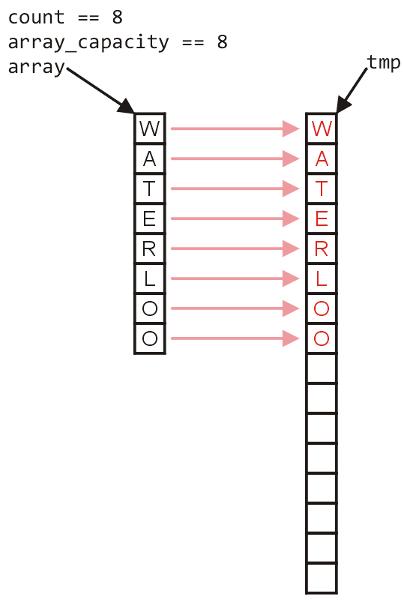 count == 8
array_capacity == 8
array
tmp
W W
A A
T T
E E
R R
L L
O O
O O